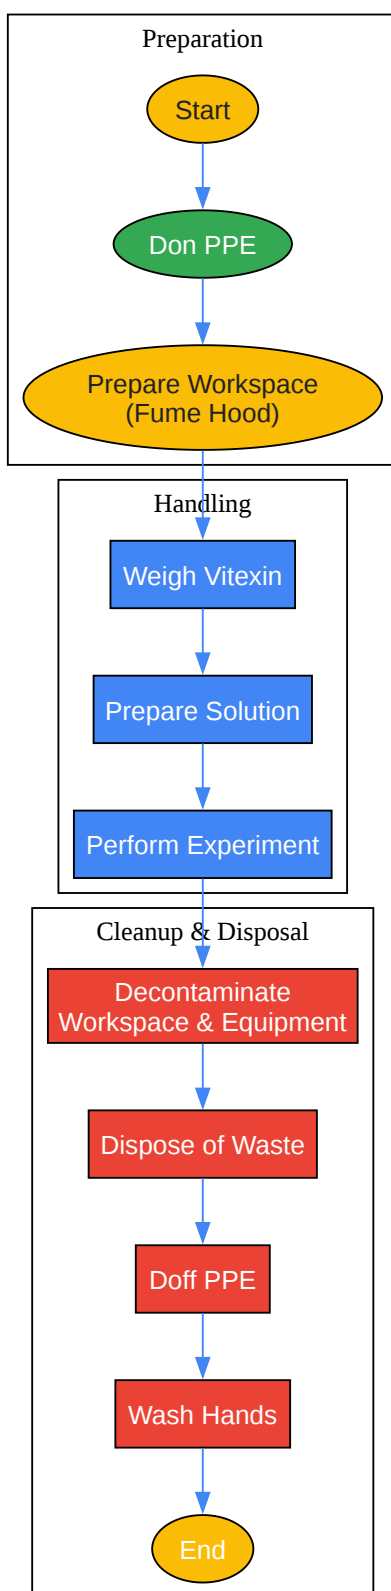 Preparation
Start
Don PPE
Prepare Workspace
(Fume Hood)
Handling
Weigh Vitexin
Prepare Solution
Perform Experiment
Cleanup & Disposal
Decontaminate
Workspace & Equipment
Dispose of Waste
Doff PPE
Wash Hands
End